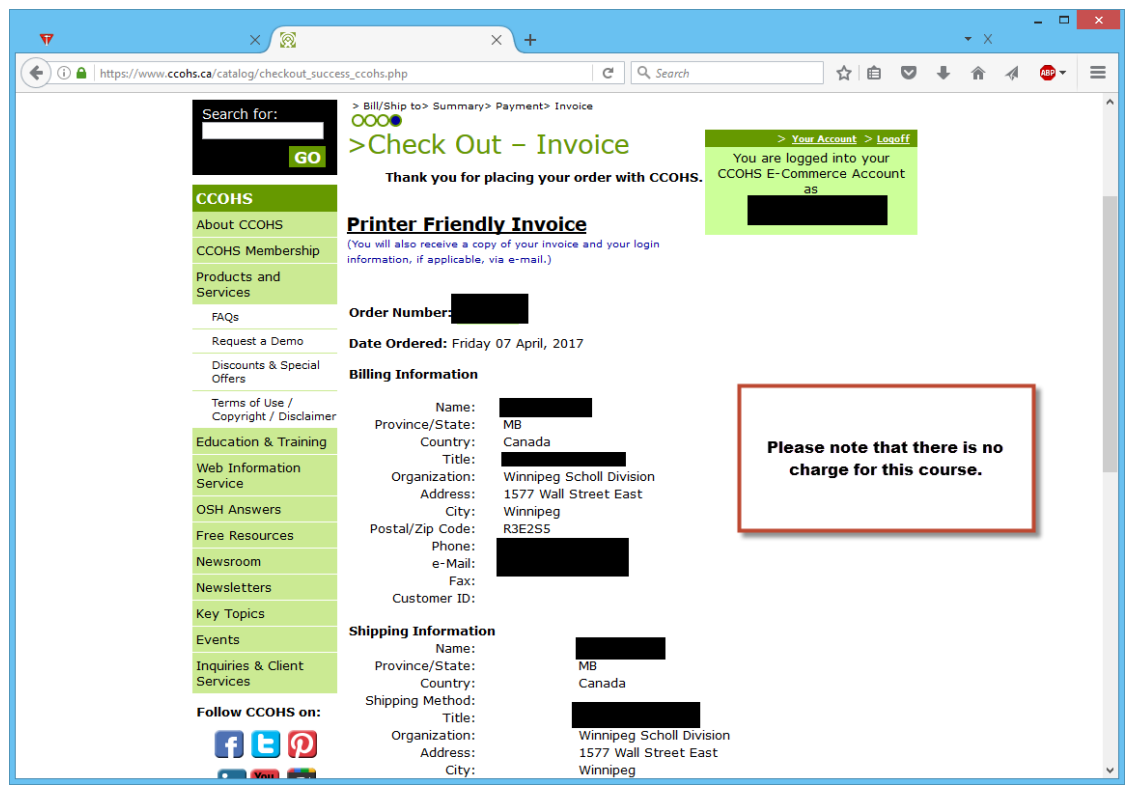 https://www.ccohs.ca/catalog/checkout_success_ccohs.php
Search
ABP
Search for:
GO
CCOHS
About CCOHS
CCOHS Membership
Products and
Services
FAQs
Request a Demo
Discounts & Special
Offers
Terms of Use /
Copyright / Disclaimer
Education & Training
Web Information
Service
OSH Answers
Free Resources
Newsroom
Newsletters
Key Topics
Events
Inquiries & Client
Services
Follow CCOHS on:
You
> Bill/Ship to> Summary> Payment> Invoice
>Check Out – Invoice
Thank you for placing your order with CCOHS.
> Your Account > Logoff
You are logged into your
CCOHS E-Commerce Account
as
Printer Friendly Invoice
(You will also receive a copy of your invoice and your login
information, if applicable, via e-mail.)
Order Number:
Date Ordered: Friday 07 April, 2017
Billing Information
Name:
Province/State: MB
Country: Canada
Title:
Organization: Winnipeg Scholl Division
Address: 1577 Wall Street East
City: Winnipeg
Postal/Zip Code: R3E2S5
Phone:
e-Mail:
Fax:
Customer ID:
Shipping Information
Name:
Province/State: MB
Country: Canada
Shipping Method:
Title:
Organization: Winnipeg Scholl Division
Address: 1577 Wall Street East
City: Winnipeg
Please note that there is no
charge for this course.